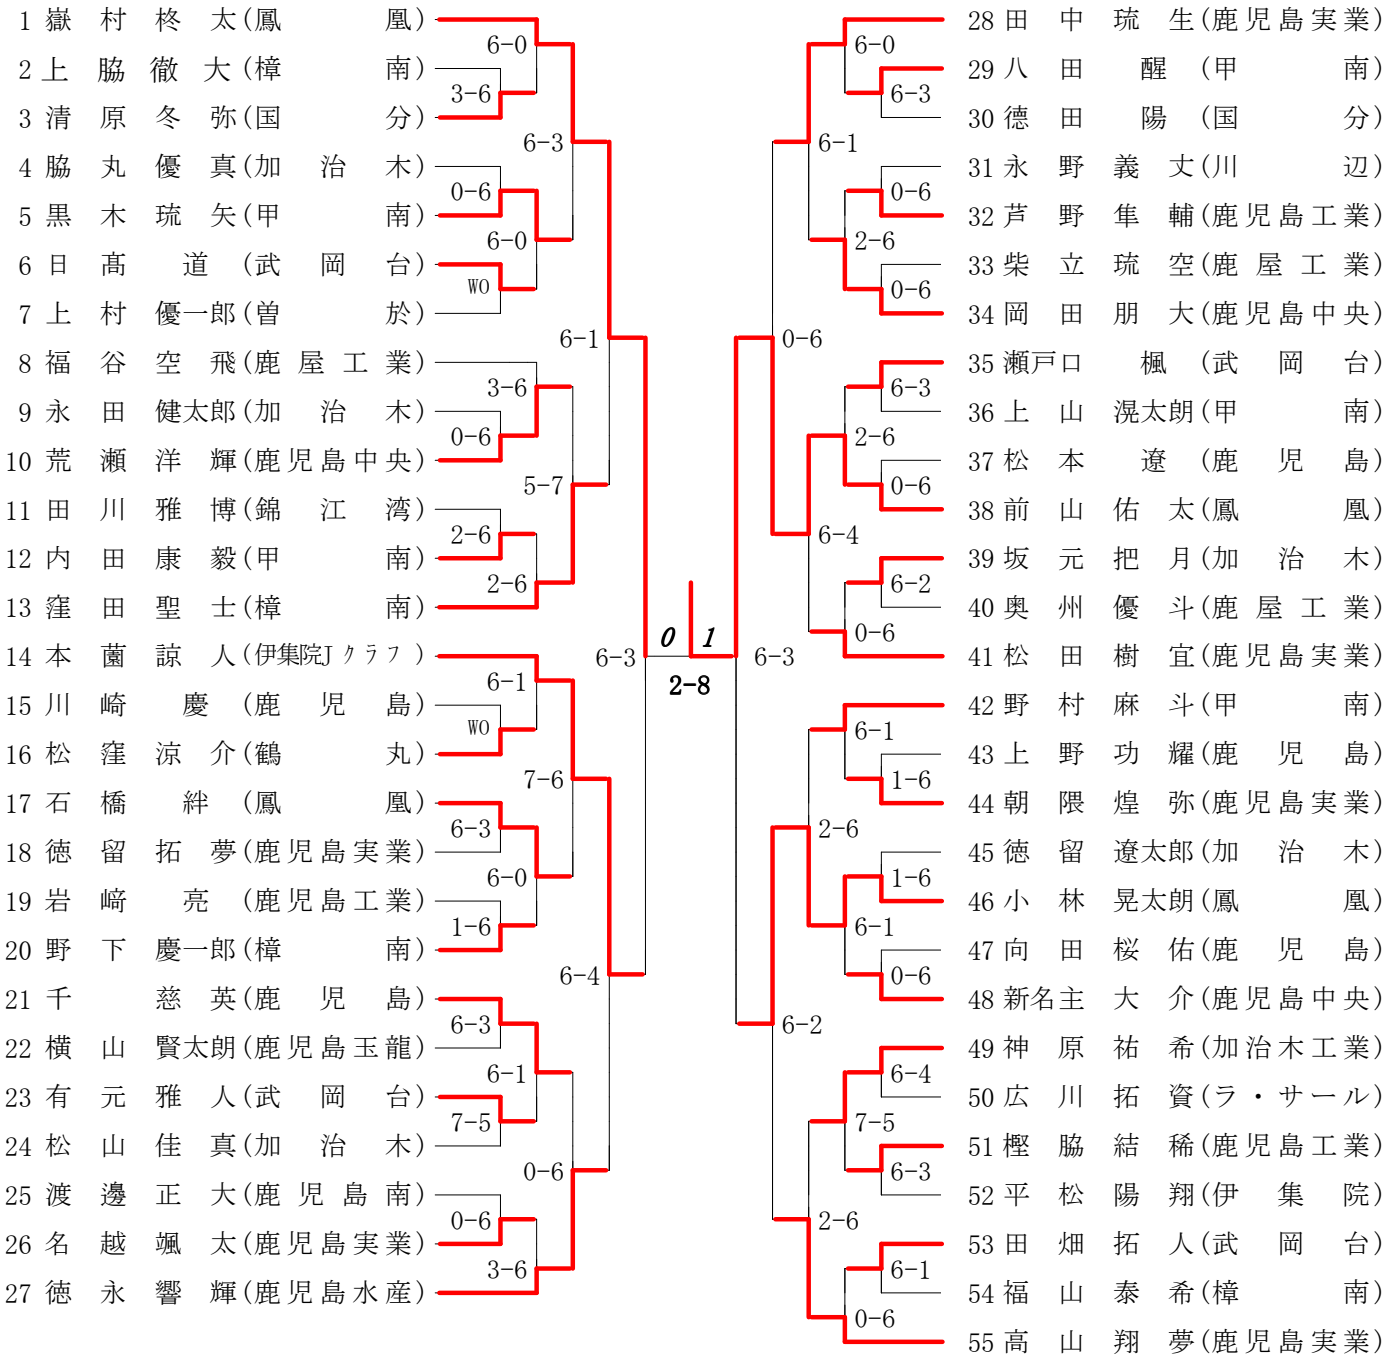 1 嶽村柊太(鳳凰)
2 上脇徹大(樟南)
3 清原冬弥(国分)
4 脇丸優真(加治木)
5 黒木琉矢(甲南)
6 日髙道(武岡台)
7 上村優一郎(曽於)
8 福谷空飛(鹿屋工業)
9 永田健太郎(加治木)
10 荒瀬洋輝(鹿児島中央)
11 田川雅博(錦江湾)
12 内田康毅(甲南)
13 窪田聖士(樟南)
14 本薗諒人(伊集院Jクラブ)
15 川崎慶(鹿児島)
16 松窪涼介(鶴丸)
17 石橋絆(鳳凰)
18 徳留拓夢(鹿児島実業)
19 岩﨑亮(鹿児島工業)
20 野下慶一郎(樟南)
21 千慈英(鹿児島)
22 横山賢太朗(鹿児島玉龍)
23 有元雅人(武岡台)
24 松山佳真(加治木)
25 渡邊正大(鹿児島南)
26 名越颯太(鹿児島実業)
27 徳永響輝(鹿児島水産)
6-0
3-6
6-3
0-6
6-0
WO
6-1
3-6
0-6
5-7
2-6
2-6
6-3
6-1
WO
7-6
6-3
6-0
1-6
6-4
6-3
6-1
7-5
0-6
0-6
3-6
0 1
2-8
6-0
6-3
6-1
0-6
2-6
0-6
0-6
6-3
2-6
0-6
6-4
6-2
0-6
6-3
6-1
1-6
2-6
1-6
6-1
0-6
6-2
6-4
7-5
6-3
2-6
6-1
0-6
28 田中琉生(鹿児島実業)
29 八田醒(甲南)
30 德田陽(国分)
31 永野義丈(川辺)
32 芦野隼輔(鹿児島工業)
33 柴立琉空(鹿屋工業)
34 岡田朋大(鹿児島中央)
35 瀬戸口楓(武岡台)
36 上山滉太朗(甲南)
37 松本遼(鹿児島)
38 前山佑太(鳳凰)
39 坂元把月(加治木)
40 奥州優斗(鹿屋工業)
41 松田樹宜(鹿児島実業)
42 野村麻斗(甲南)
43 上野功耀(鹿児島)
44 朝隈煌弥(鹿児島実業)
45 徳留遼太郎(加治木)
46 小林晃太朗(鳳凰)
47 向田桜佑(鹿児島)
48 新名主大介(鹿児島中央)
49 神原祐希(加治木工業)
50 広川拓資(ラ・サール)
51 樫脇結稀(鹿児島工業)
52 平松陽翔(伊集院)
53 田畑拓人(武岡台)
54 福山泰希(樟南)
55 高山翔夢(鹿児島実業)